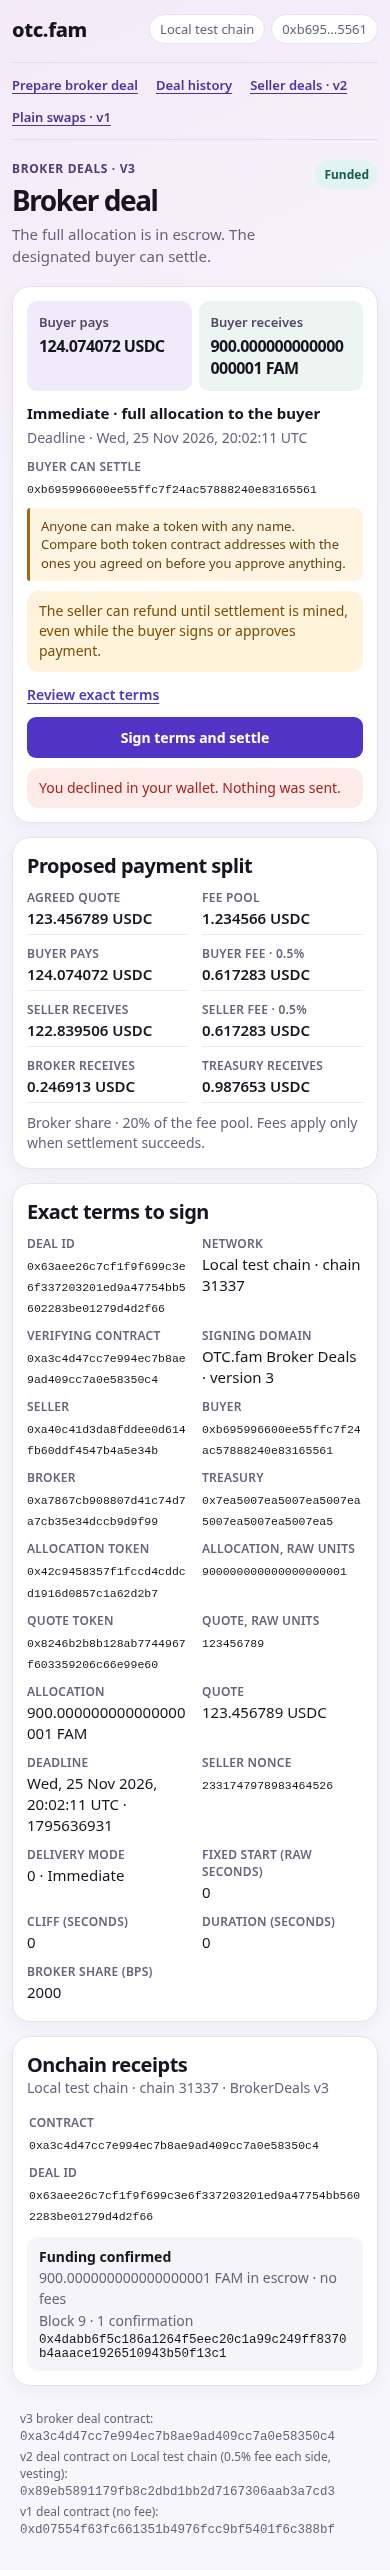 otc.fam
Local test chain
0xb695…5561
Prepare broker deal
Deal history
Seller deals · v2
Plain swaps · v1
BROKER DEALS · V3
Funded
Broker deal
The full allocation is in escrow. The
designated buyer can settle.
Buyer pays
124.074072 USDC
Buyer receives
900.000000000000
000001 FAM
Immediate · full allocation to the buyer
Deadline · Wed, 25 Nov 2026, 20:02:11 UTC
BUYER CAN SETTLE
0xb695996600ee55ffc7f24ac57888240e83165561
Anyone can make a token with any name.
Compare both token contract addresses with the
ones you agreed on before you approve anything.
The seller can refund until settlement is mined,
even while the buyer signs or approves
payment.
Review exact terms
Sign terms and settle
You declined in your wallet. Nothing was sent.
Proposed payment split
AGREED QUOTE
123.456789 USDC
FEE POOL
1.234566 USDC
BUYER PAYS
124.074072 USDC
BUYER FEE · 0.5%
0.617283 USDC
SELLER RECEIVES
122.839506 USDC
SELLER FEE · 0.5%
0.617283 USDC
BROKER RECEIVES
0.246913 USDC
TREASURY RECEIVES
0.987653 USDC
Broker share · 20% of the fee pool. Fees apply only
when settlement succeeds.
Exact terms to sign
DEAL ID
0x63aee26c7cf1f9f699c3e
6f337203201ed9a47754bb5
602283be01279d4d2f66
NETWORK
Local test chain · chain
31337
VERIFYING CONTRACT
0xa3c4d47cc7e994ec7b8ae
9ad409cc7a0e58350c4
SIGNING DOMAIN
OTC.fam Broker Deals
· version 3
SELLER
0xa40c41d3da8fddee0d614
fb60ddf4547b4a5e34b
BUYER
0xb695996600ee55ffc7f24
ac57888240e83165561
BROKER
0xa7867cb908807d41c74d7
a7cb35e34dccb9d9f99
TREASURY
0x7ea5007ea5007ea5007ea
5007ea5007ea5007ea5
ALLOCATION TOKEN
0x42c9458357f1fccd4cddc
d1916d0857c1a62d2b7
ALLOCATION, RAW UNITS
900000000000000000001
QUOTE TOKEN
0x8246b2b8b128ab7744967
f603359206c66e99e60
QUOTE, RAW UNITS
123456789
ALLOCATION
900.000000000000000
001 FAM
QUOTE
123.456789 USDC
DEADLINE
Wed, 25 Nov 2026,
20:02:11 UTC ·
1795636931
SELLER NONCE
2331747978983464526
DELIVERY MODE
0 · Immediate
FIXED START (RAW
SECONDS)
0
CLIFF (SECONDS)
0
DURATION (SECONDS)
0
BROKER SHARE (BPS)
2000
Onchain receipts
Local test chain · chain 31337 · BrokerDeals v3
CONTRACT
0xa3c4d47cc7e994ec7b8ae9ad409cc7a0e58350c4
DEAL ID
0x63aee26c7cf1f9f699c3e6f337203201ed9a47754bb560
2283be01279d4d2f66
Funding confirmed
900.000000000000000001 FAM in escrow · no
fees
Block 9 · 1 confirmation
0x4dabb6f5c186a1264f5eec20c1a99c249ff8370
b4aaace1926510943b50f13c1
v3 broker deal contract:
0xa3c4d47cc7e994ec7b8ae9ad409cc7a0e58350c4
v2 deal contract on Local test chain (0.5% fee each side,
vesting):
0x89eb5891179fb8c2dbd1bb2d7167306aab3a7cd3
v1 deal contract (no fee):
0xd07554f63fc661351b4976fcc9bf5401f6c388bf